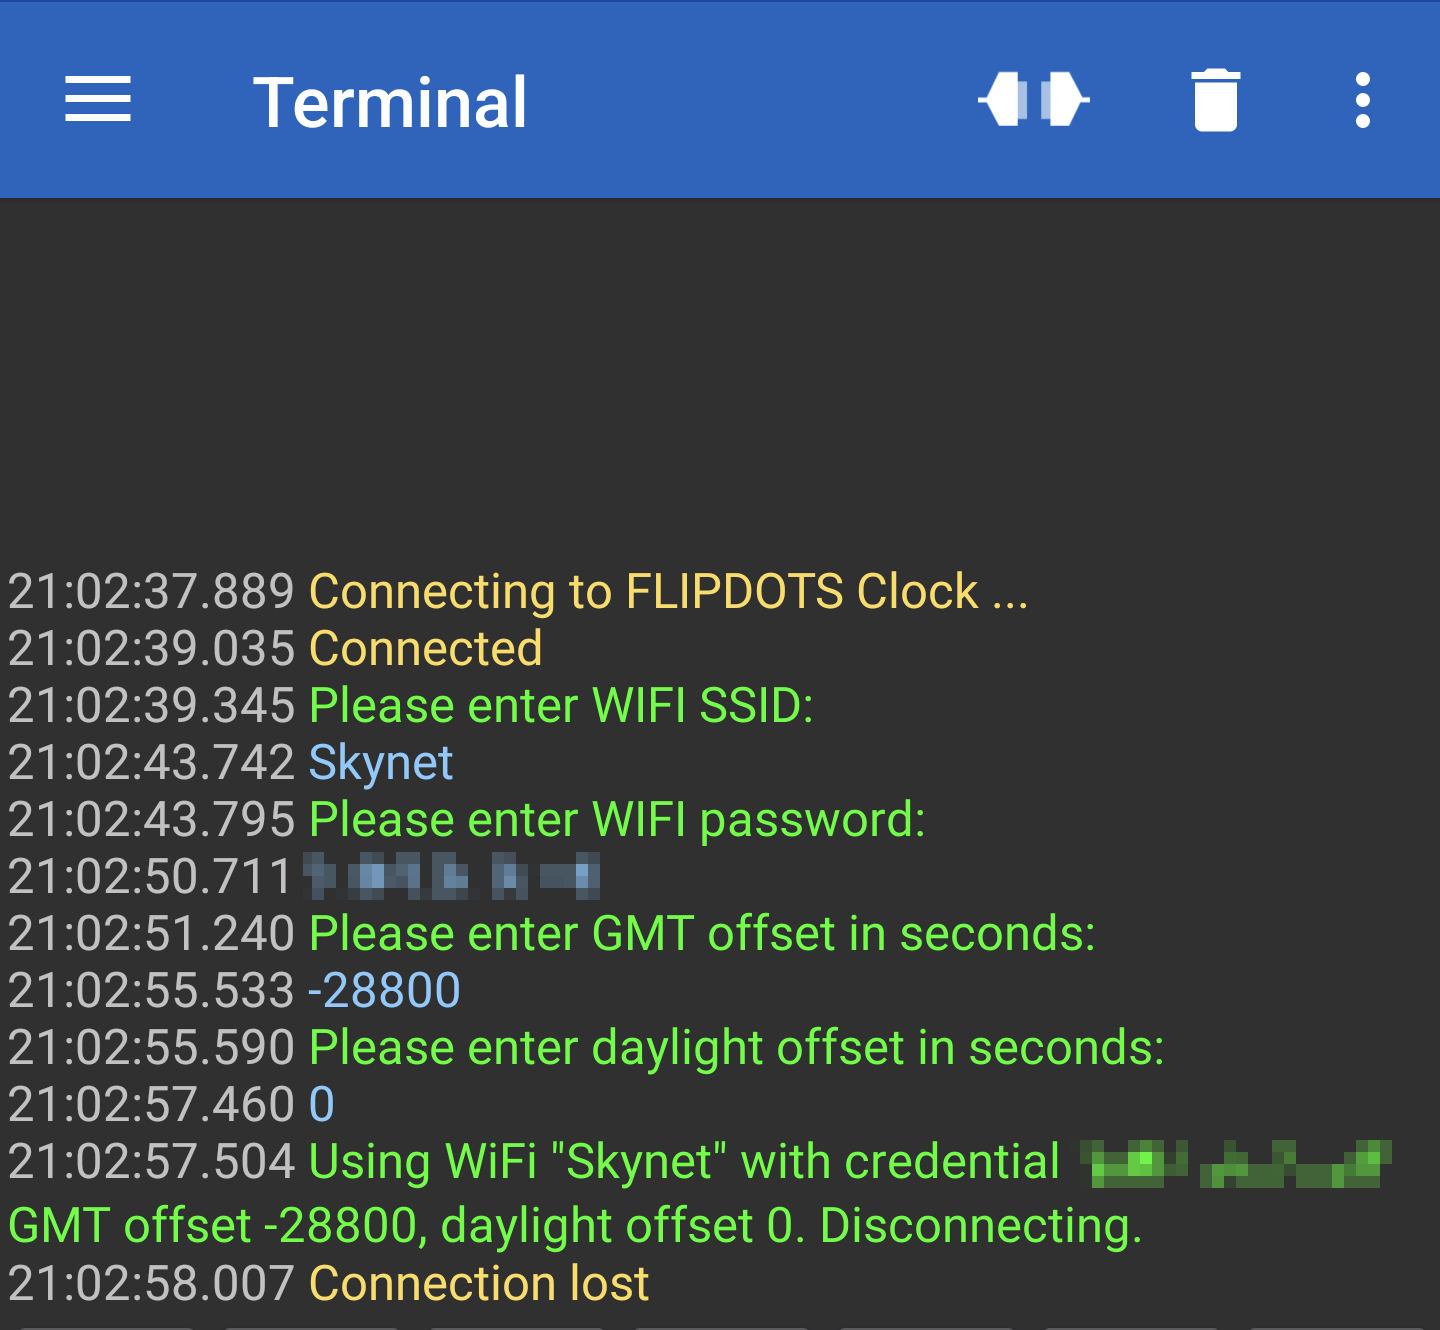 Terminal
21:02:37.889 Connecting to FLIPDOTS Clock ...
21:02:39.035 Connected
21:02:39.345 Please enter WIFI SSID:
21:02:43.742 Skynet
21:02:43.795 Please enter WIFI password:
21:02:50.711
21:02:51.240 Please enter GMT offset in seconds:
21:02:55.533 -28800
21:02:55.590 Please enter daylight offset in seconds:
21:02:57.460 0
21:02:57.504 Using WiFi "Skynet" with credential
GMT offset -28800, daylight offset 0. Disconnecting.
21:02:58.007 Connection lost